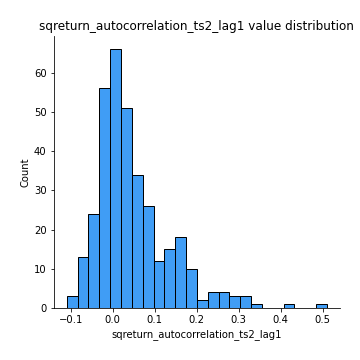 sqreturn_autocorrelation_ts2_lag1 value distribution
60
50
40
30
20
10
0
Count
−0.1 0.0 0.1 0.2 0.3 0.4 0.5
sqreturn_autocorrelation_ts2_lag1